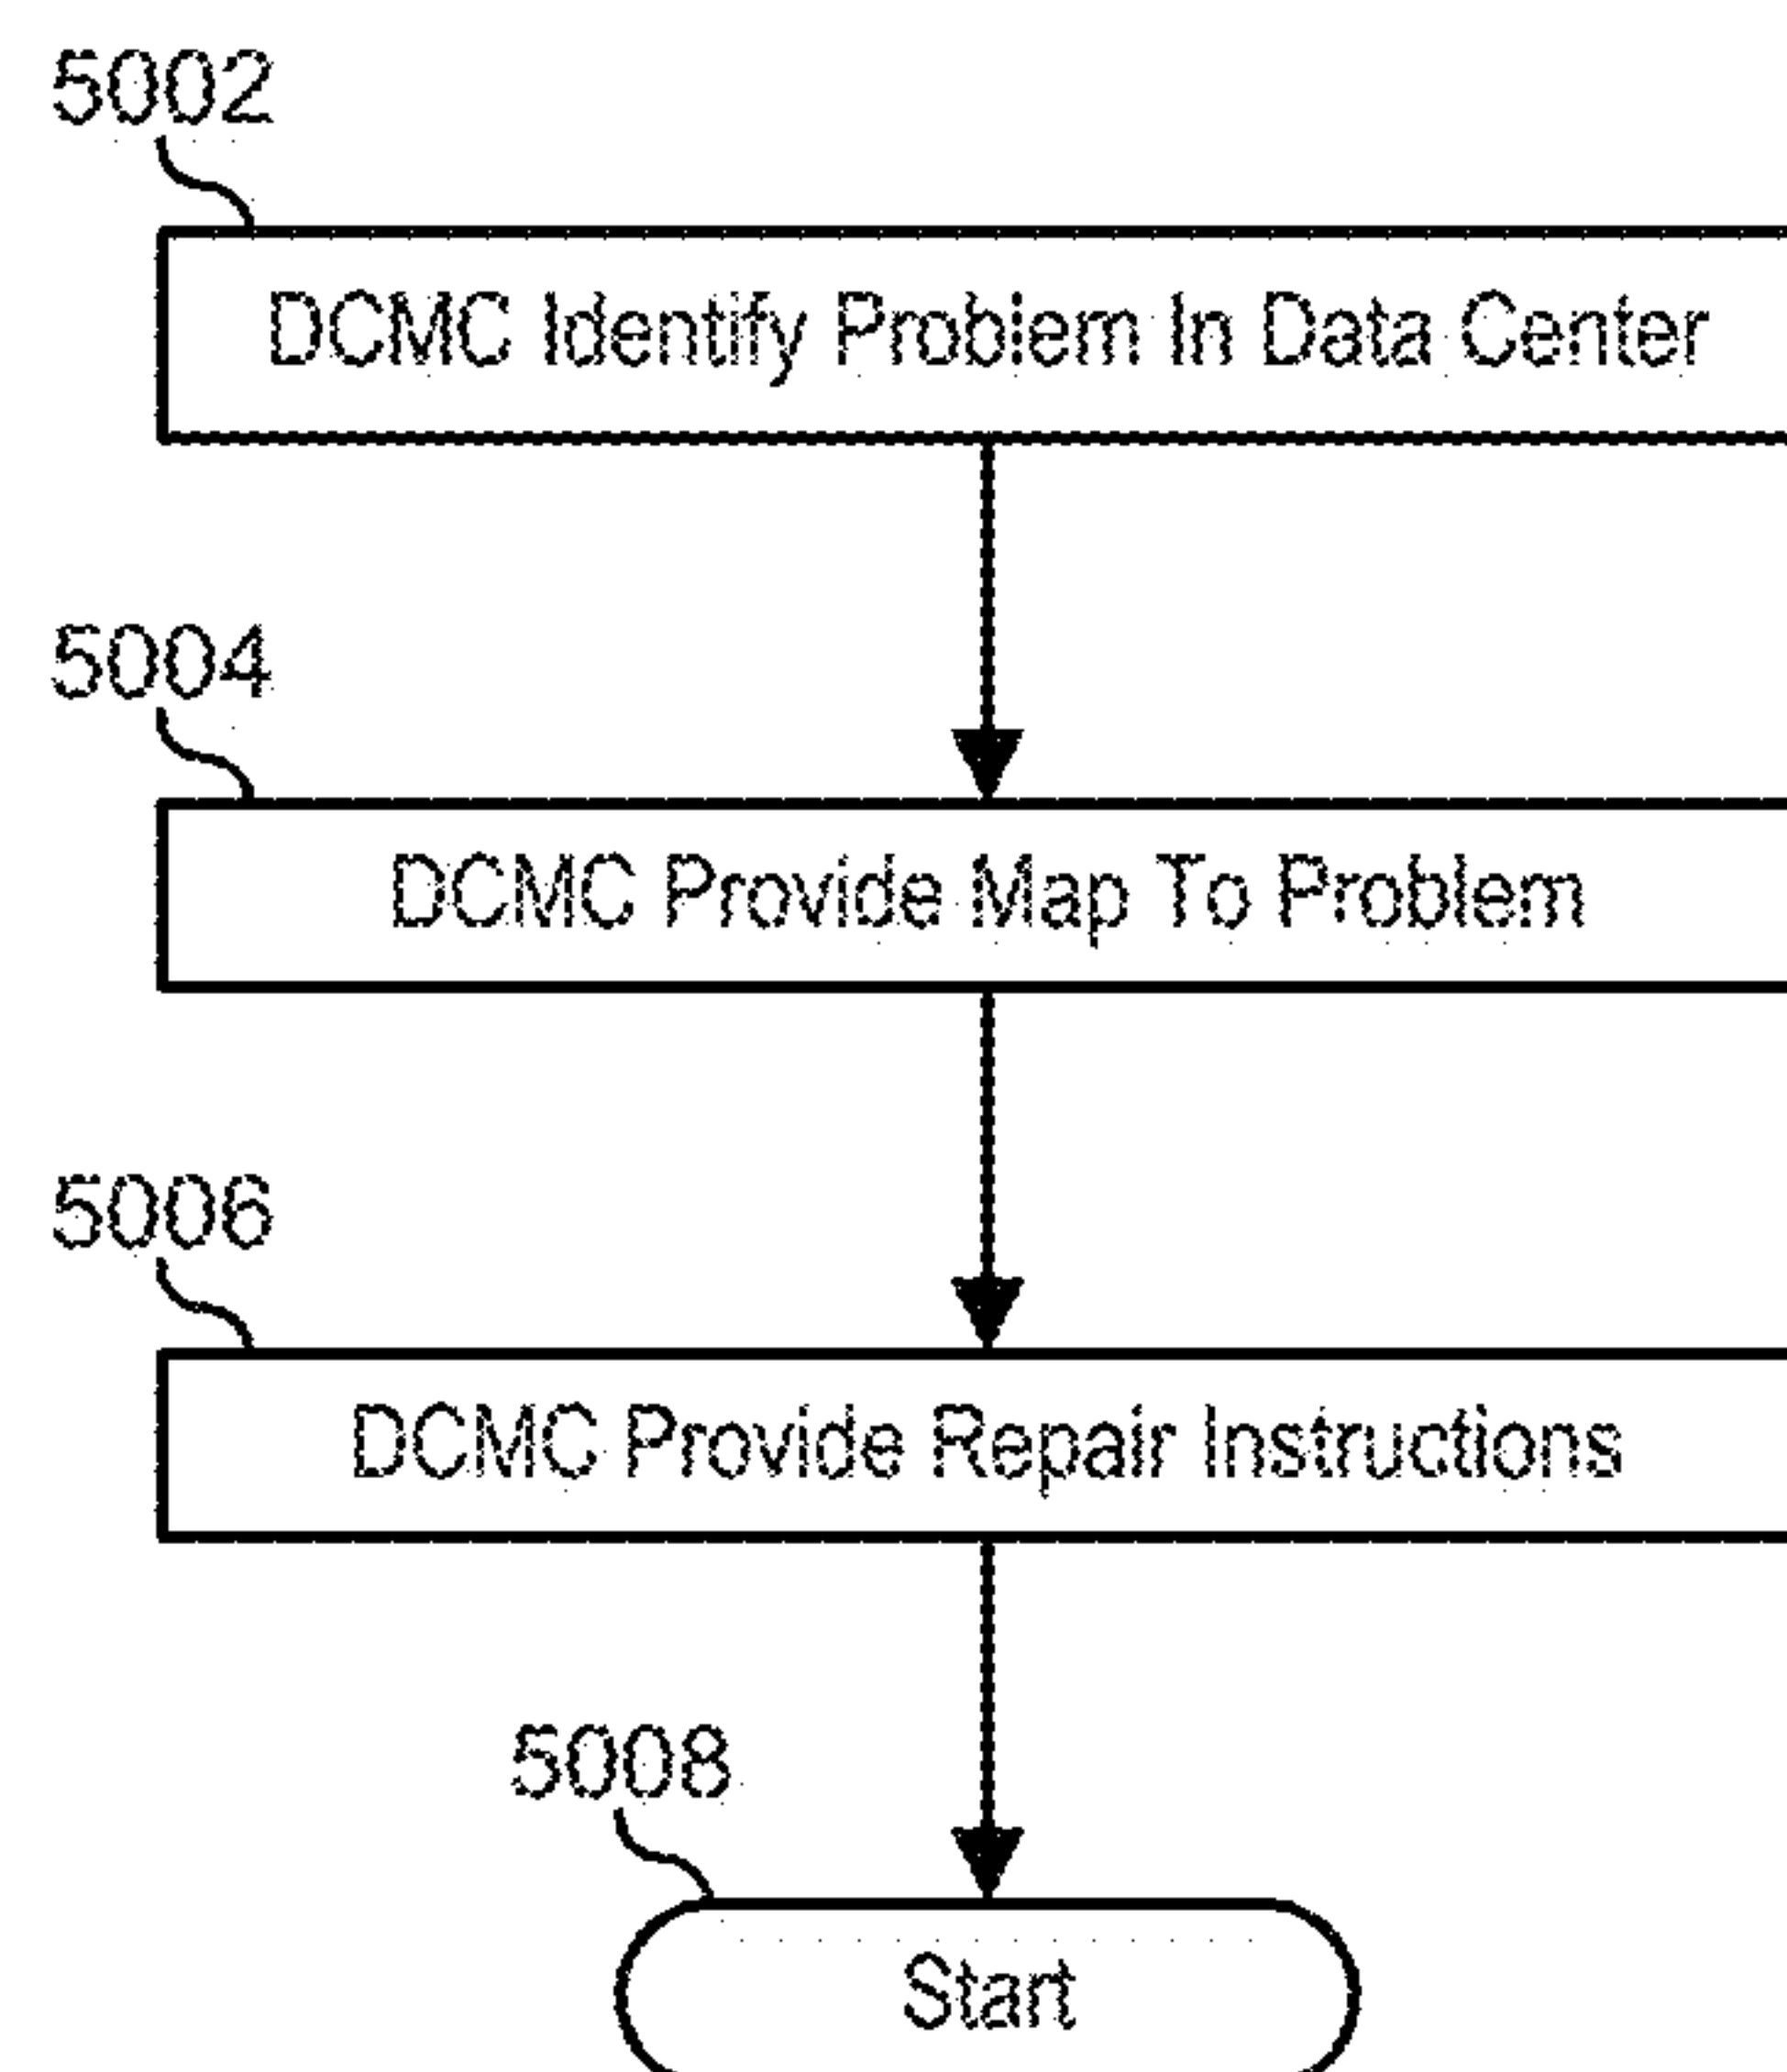 5002
DCMC Identify Problem In Data Center
5004
DCMC Provide Map To Problem
5006
DCMC Provide Repair Instructions
5008
Start